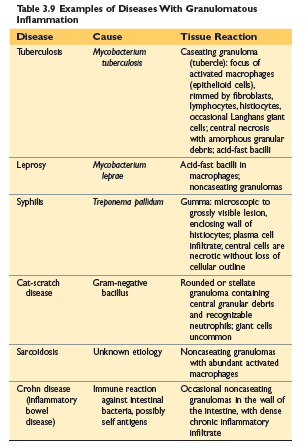 Table 3.9 Examples of Diseases With Granulomatous
Inflammation
Disease Cause Tissue Reaction
Tuberculosis Mycobacterium Caseating granuloma
tuberculosis (tubercle): focus of
activated macrophages
(epithelioid cells),
rimmed by fibroblasts,
lymphocytes, histiocytes,
occasional Langhans giant
cells; central necrosis
with amorphous granular
debris; acid-fast bacilli
Leprosy Mycobacterium Acid-fast bacilli in
leprae macrophages;
noncaseating granulomas
Syphilis Treponema pallidum Gumma: microscopic to
grossly visible lesion,
enclosing wall of
histiocytes; plasma cell
infiltrate; central cells are
necrotic without loss of
cellular outline
Cat-scratch Gram-negative Rounded or stellate
disease bacillus granuloma containing
central granular debris
and recognizable
neutrophils; giant cells
uncommon
Sarcoidosis Unknown etiology Noncaseating granulomas
with abundant activated
macrophages
Crohn disease Immune reaction Occasional noncaseating
(inflammatory against intestinal granulomas in the wall of
bowel bacteria, possibly the intestine, with dense
disease) self antigens chronic inflammatory
infiltrate